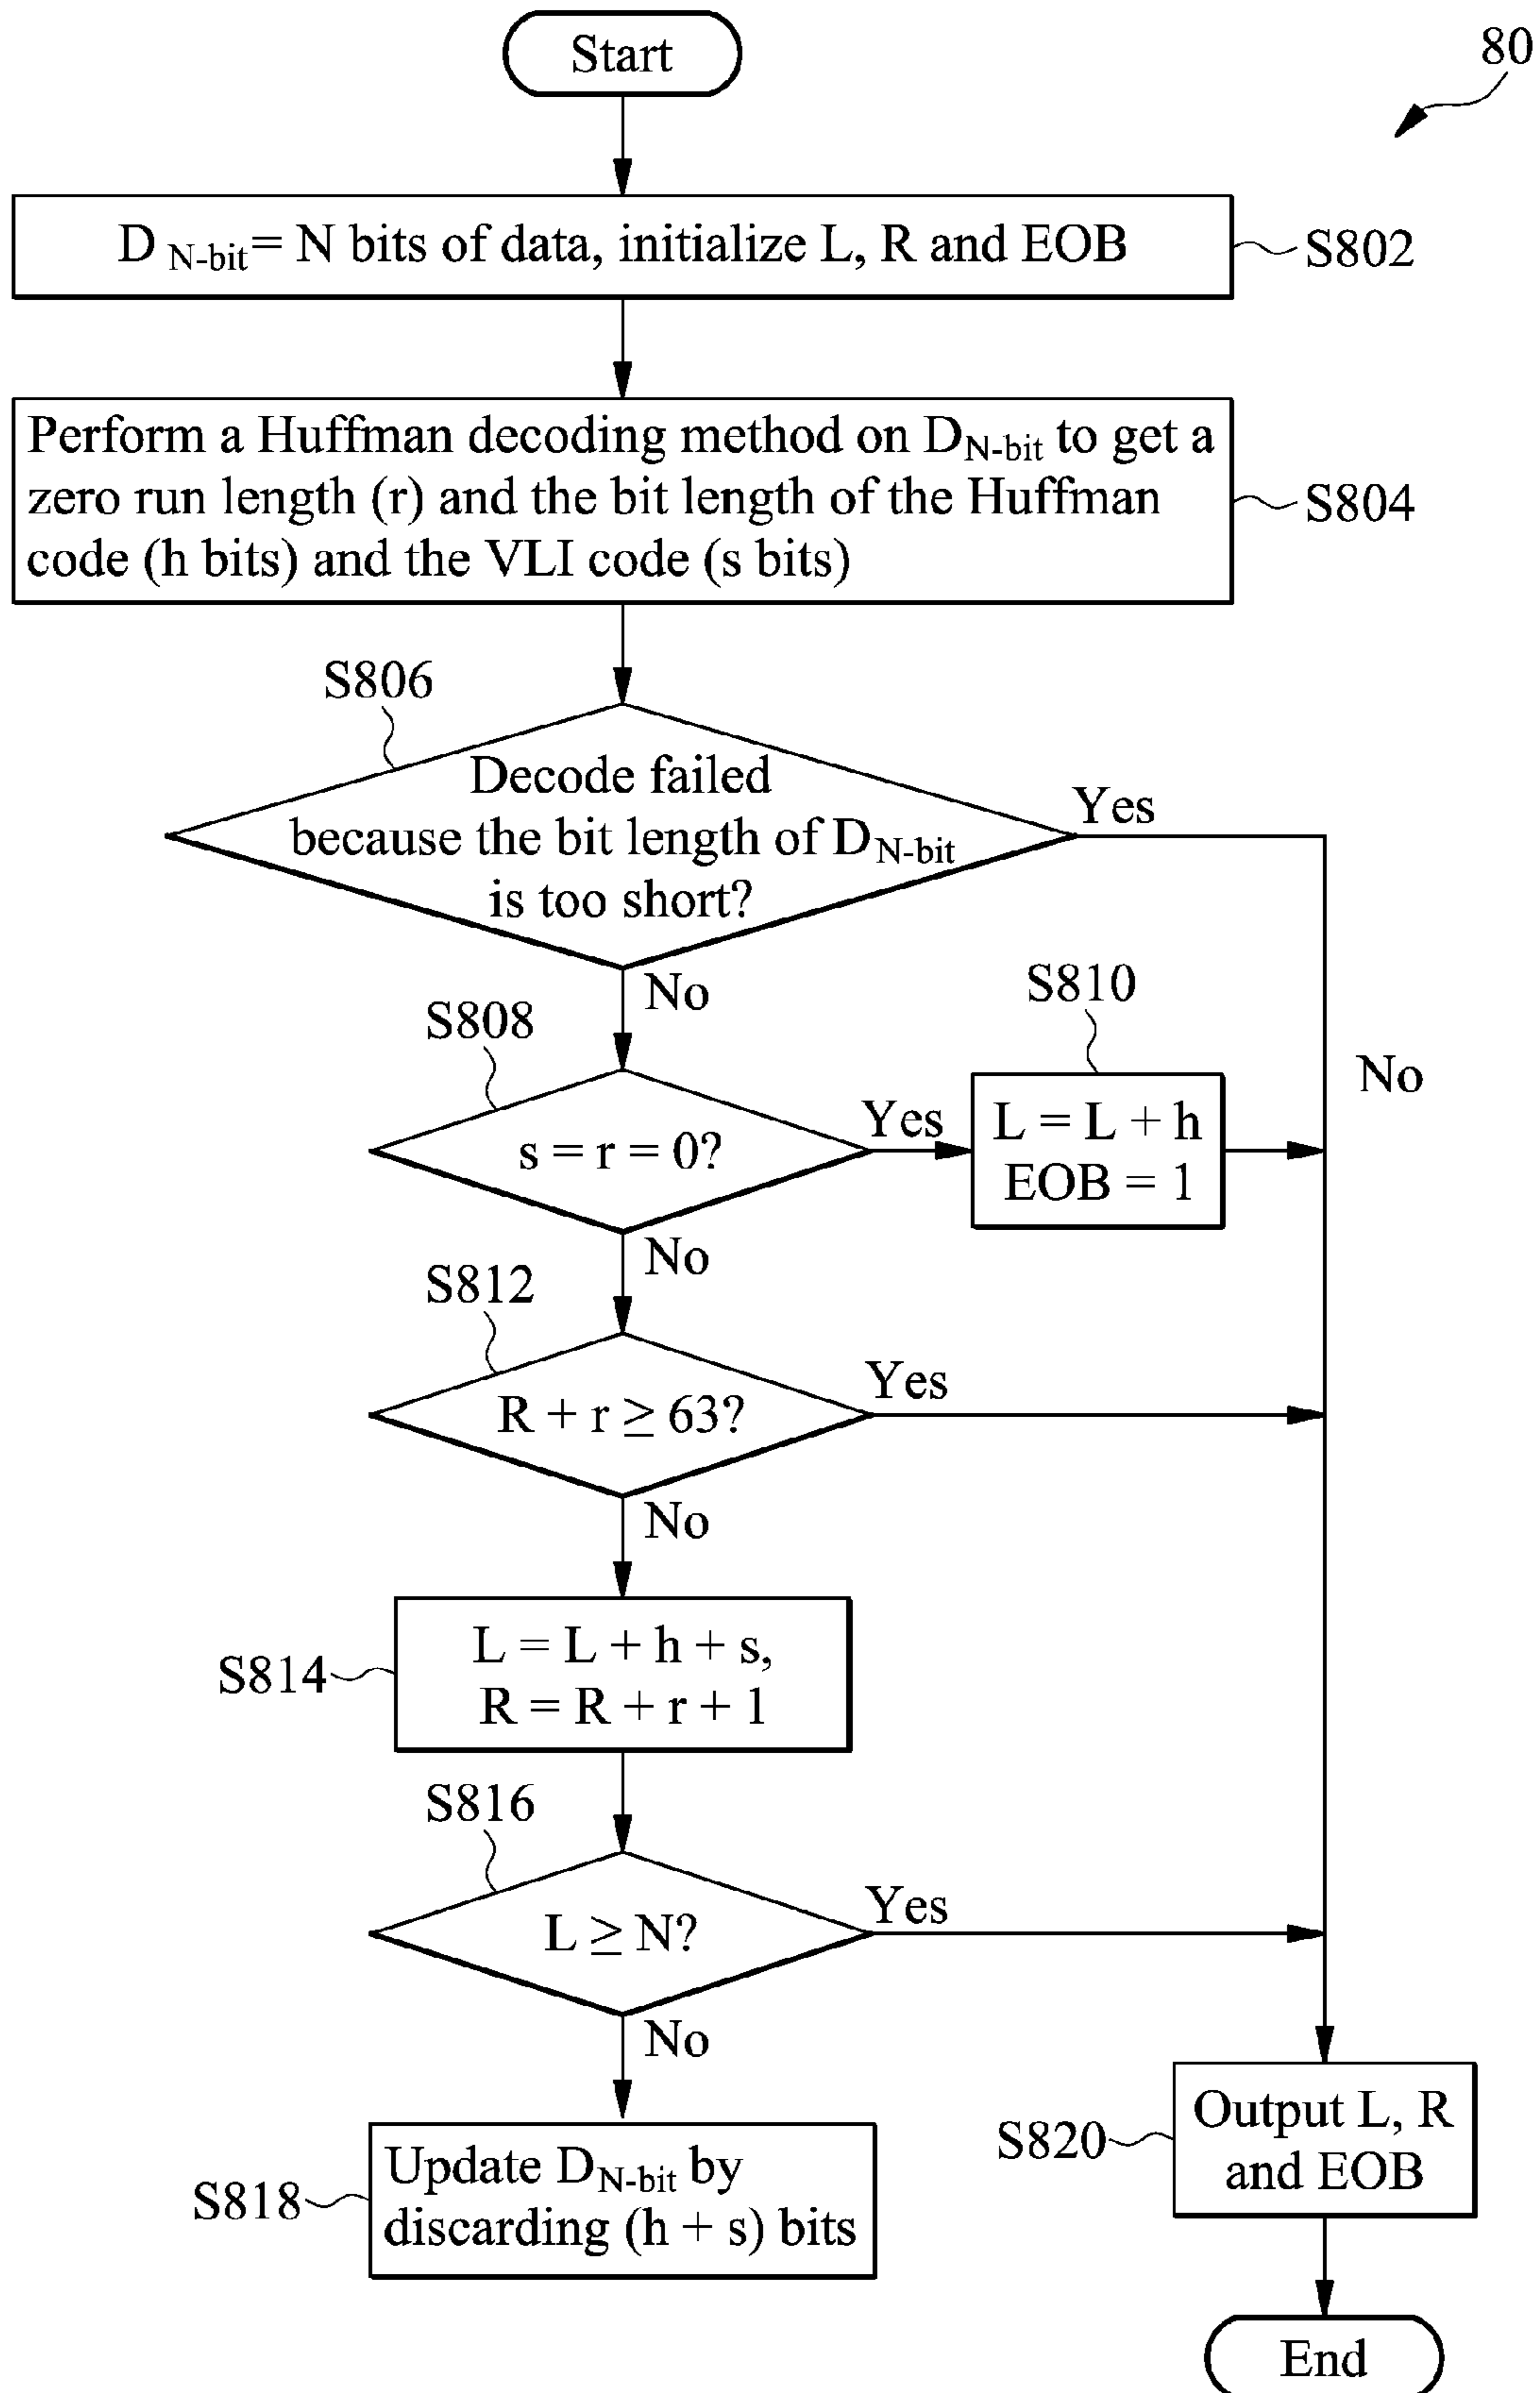 Start
80
D N-bit= N bits of data, initialize L, R and EOB
S802
Perform a Huffman decoding method on DN-bit to get a
zero run length (r) and the bit length of the Huffman
code (h bits) and the VLI code (s bits)
S804
S806
Decode failed
because the bit length of DN-bit
is too short?
Yes
No
S808
s = r = 0?
Yes
S810
L = L + h
EOB = 1
No
No
S812
R + r ≥ 63?
Yes
No
S814
L = L + h + s,
R = R + r + 1
S816
L ≥ N?
Yes
No
S818
Update DN-bit by
discarding (h + s) bits
S820
Output L, R
and EOB
End